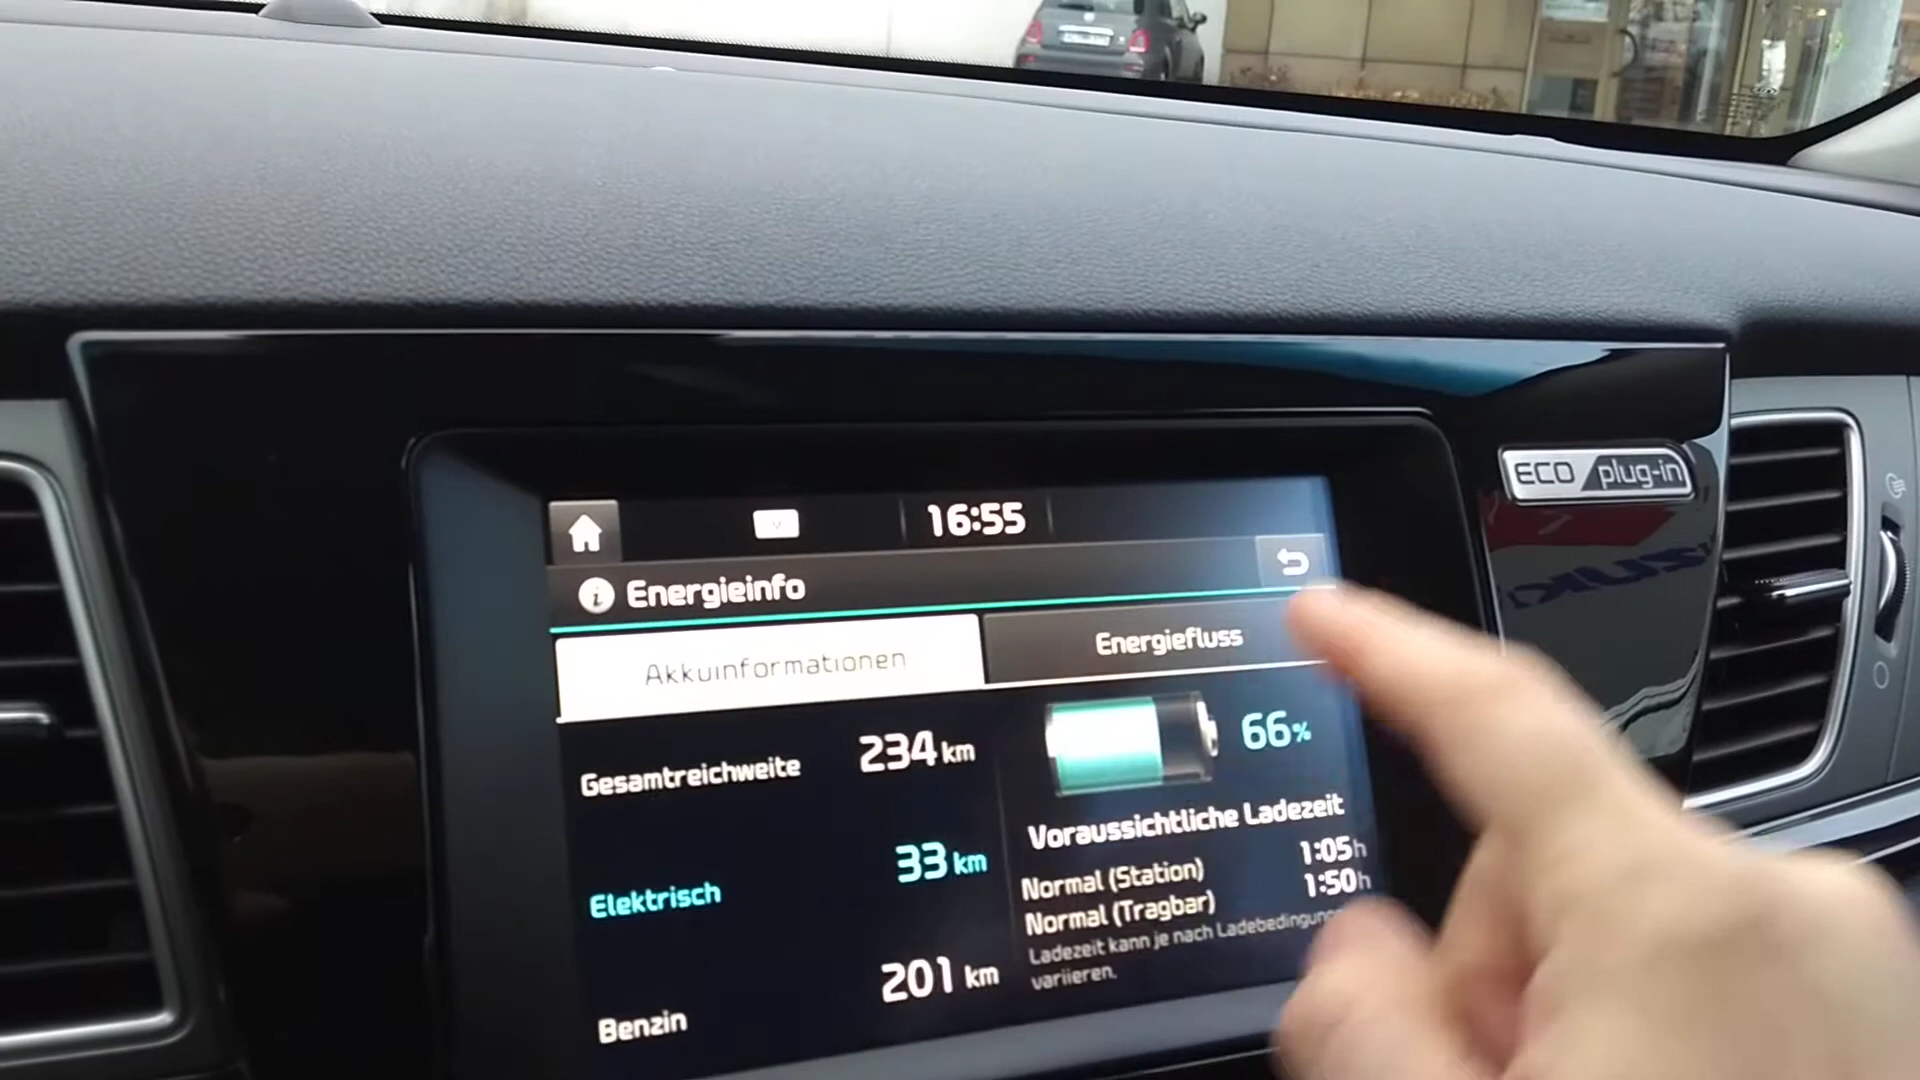 ECO plug-in
16:55
Energieinfo
Akkuinformationen
Energiefluss
Gesamtreichweite 234 km
66%
Voraussichtliche Ladezeit
Elektrisch 33 km
Normal (Station) 1:05h
Normal (Tragbar) 1:50h
Ladezeit kann je nach
variieren.
Benzin 201 km